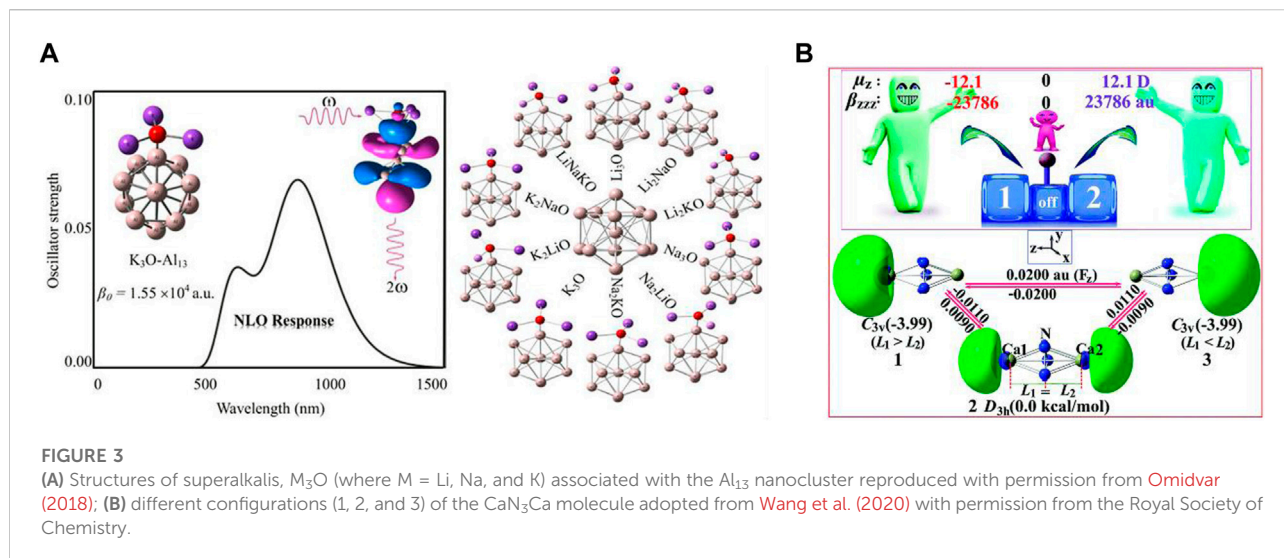 A
B
0.10
0.05
0.00
Oscillator strength
0
500
1000
1500
Wavelength (nm)
K₃O-Al₁₃
β₀ = 1.55 ×10⁴ a.u.
NLO Response
ω
2ω
Li₃O
Li₂NaO
Li₂KO
Na₃O
Na₂LiO
Na₂KO
K₃O
K₂LiO
K₂NaO
LiNaKO
μz : -12.1 0 12.1 D
βzzz: -23786 0 23786 au
1 off 2
y
z x
0.0200 au (Fz)
-0.0200
-0.0110
0.0090
0.0110
-0.0090
C3v(-3.99)
(L₁ > L₂)
1
C3v(-3.99)
(L₁ < L₂)
3
N
Ca1 Ca2
L₁ = L₂
2 D3h(0.0 kcal/mol)
FIGURE 3
(A) Structures of superalkalis, M₃O (where M = Li, Na, and K) associated with the Al₁₃ nanocluster reproduced with permission from Omidvar
(2018); (B) different configurations (1, 2, and 3) of the CaN₃Ca molecule adopted from Wang et al. (2020) with permission from the Royal Society of
Chemistry.